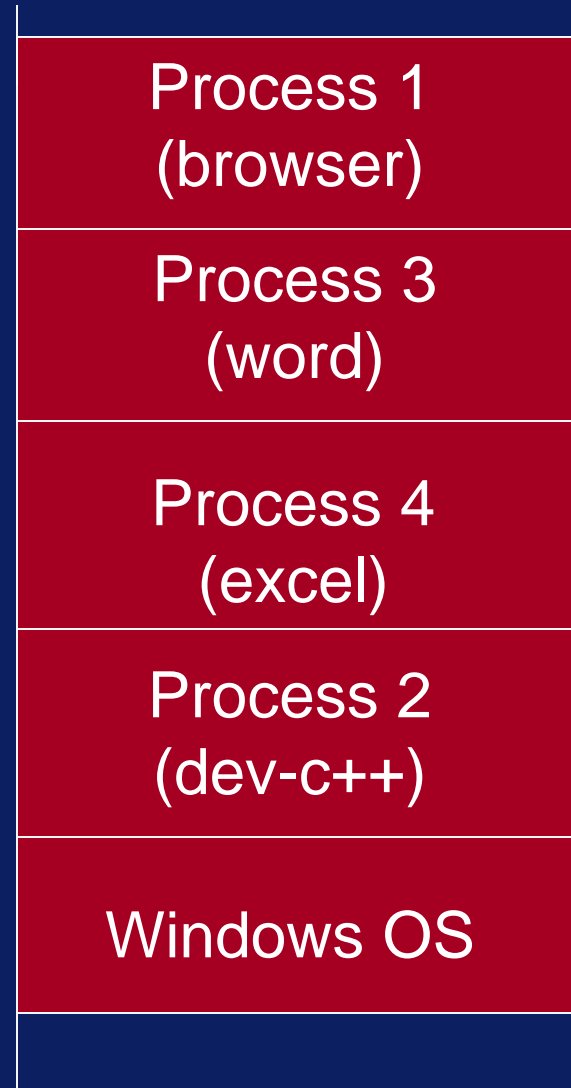 Process 1
(browser)
Process 3
(word)
Process 4
(excel)
Process 2
(dev-c++)
Windows OS